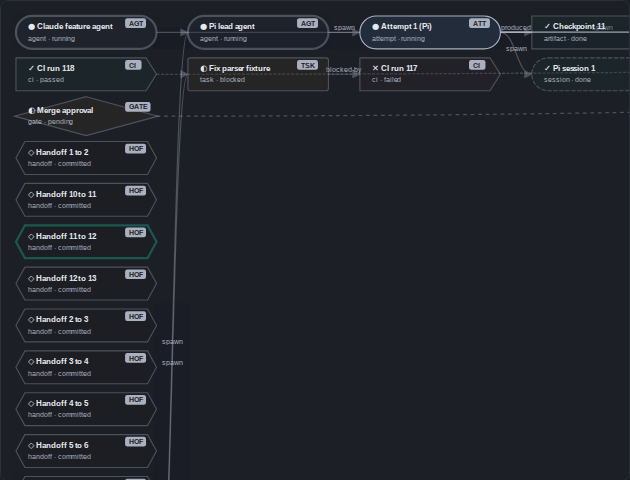 ● Claude feature agent AGT
agent · running
◐ Pi lead agent AGT
agent · running
spawn
● Attempt 1 (Pi) ATT
attempt · running
produced
spawn
✓ Checkpoint 11
artifact · done
✓ CI run 118 CI
ci · passed
◐ Fix parser fixture TSK
task · blocked
blocked-by
✕ CI run 117 CI
ci · failed
✓ Pi session 1
session · done
◐ Merge approval GATE
gate · pending
◇ Handoff 1 to 2 HOF
handoff · committed
◇ Handoff 10 to 11 HOF
handoff · committed
◇ Handoff 11 to 12 HOF
handoff · committed
◇ Handoff 12 to 13 HOF
handoff · committed
◇ Handoff 2 to 3 HOF
handoff · committed
spawn
◇ Handoff 3 to 4 HOF
handoff · committed
spawn
◇ Handoff 4 to 5 HOF
handoff · committed
◇ Handoff 5 to 6 HOF
handoff · committed